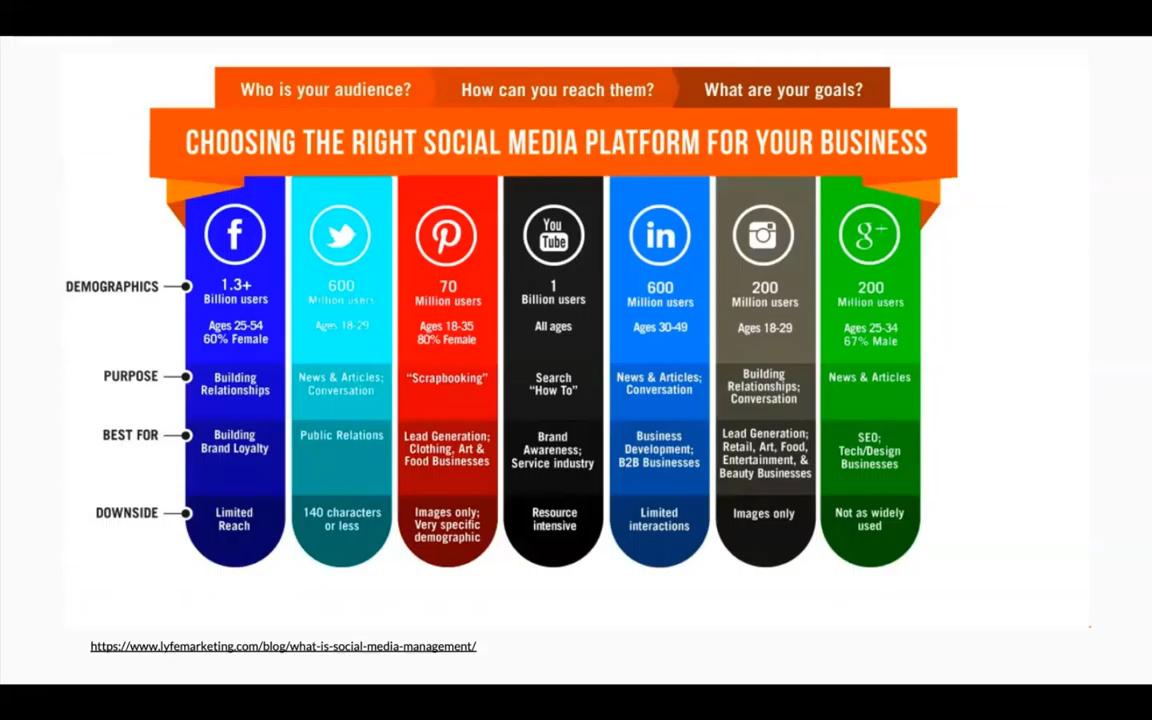 Who is your audience?
How can you reach them?
What are your goals?
CHOOSING THE RIGHT SOCIAL MEDIA PLATFORM FOR YOUR BUSINESS
f
You
Tube
in
g+
DEMOGRAPHICS
1.3+
Billion users
Ages 25-54
60% Female
600
Million users
Ages 18-29
70
Million users
Ages 18-35
80% Female
1
Billion users
All ages
600
Million users
Ages 30-49
200
Million users
Ages 18-29
200
Million users
Ages 25-34
67% Male
PURPOSE
Building
Relationships
News & Articles;
Conversation
“Scrapbooking”
Search
“How To”
News & Articles;
Conversation
Building
Relationships;
Conversation
News & Articles
BEST FOR
Building
Brand Loyalty
Public Relations
Lead Generation;
Clothing, Art &
Food Businesses
Brand
Awareness;
Service industry
Business
Development;
B2B Businesses
Lead Generation;
Retail, Art, Food,
Entertainment, &
Beauty Businesses
SEO;
Tech/Design
Businesses
DOWNSIDE
Limited
Reach
140 characters
or less
Images only;
Very specific
demographic
Resource
intensive
Limited
interactions
Images only
Not as widely
used
https://www.lyfemarketing.com/blog/what-is-social-media-management/